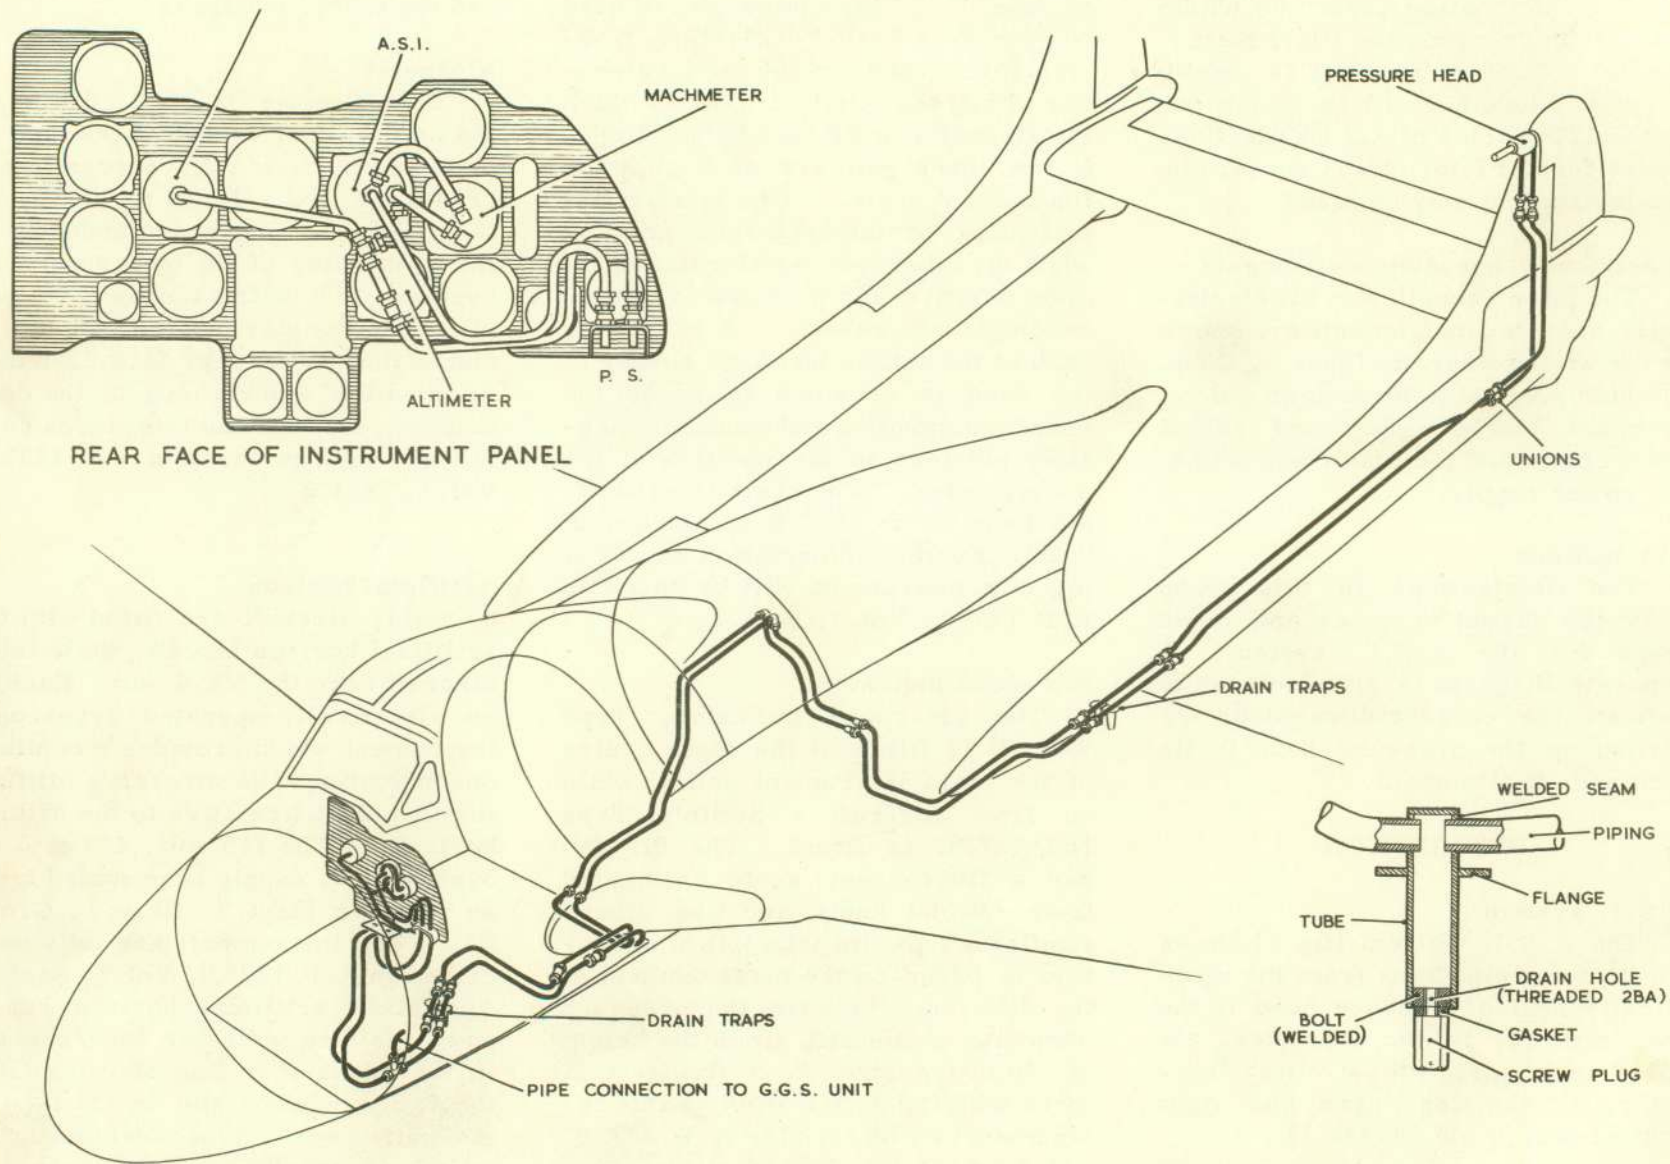 A.S.I.
MACHMETER
PRESSURE HEAD
P. S.
ALTIMETER
REAR FACE OF INSTRUMENT PANEL
UNIONS
DRAIN TRAPS
WELDED SEAM
PIPING
FLANGE
TUBE
DRAIN HOLE
(THREADED 2BA)
BOLT
(WELDED)
GASKET
SCREW PLUG
DRAIN TRAPS
PIPE CONNECTION TO G.G.S. UNIT